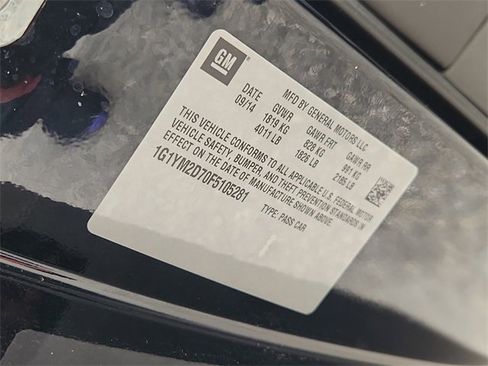 GM
MFD BY GENERAL MOTORS LLC
DATE GVWR GAWR FRT GAWR RR
09/14 1819 KG 828 KG 991 KG
4011 LB 1826 LB 2185 LB
THIS VEHICLE CONFORMS TO ALL APPLICABLE U.S. FEDERAL MOTOR
VEHICLE SAFETY, BUMPER, AND THEFT PREVENTION STANDARDS IN
EFFECT ON THE DATE OF MANUFACTURE SHOWN ABOVE.
1G1YM2D70F5105281
TYPE: PASS CAR